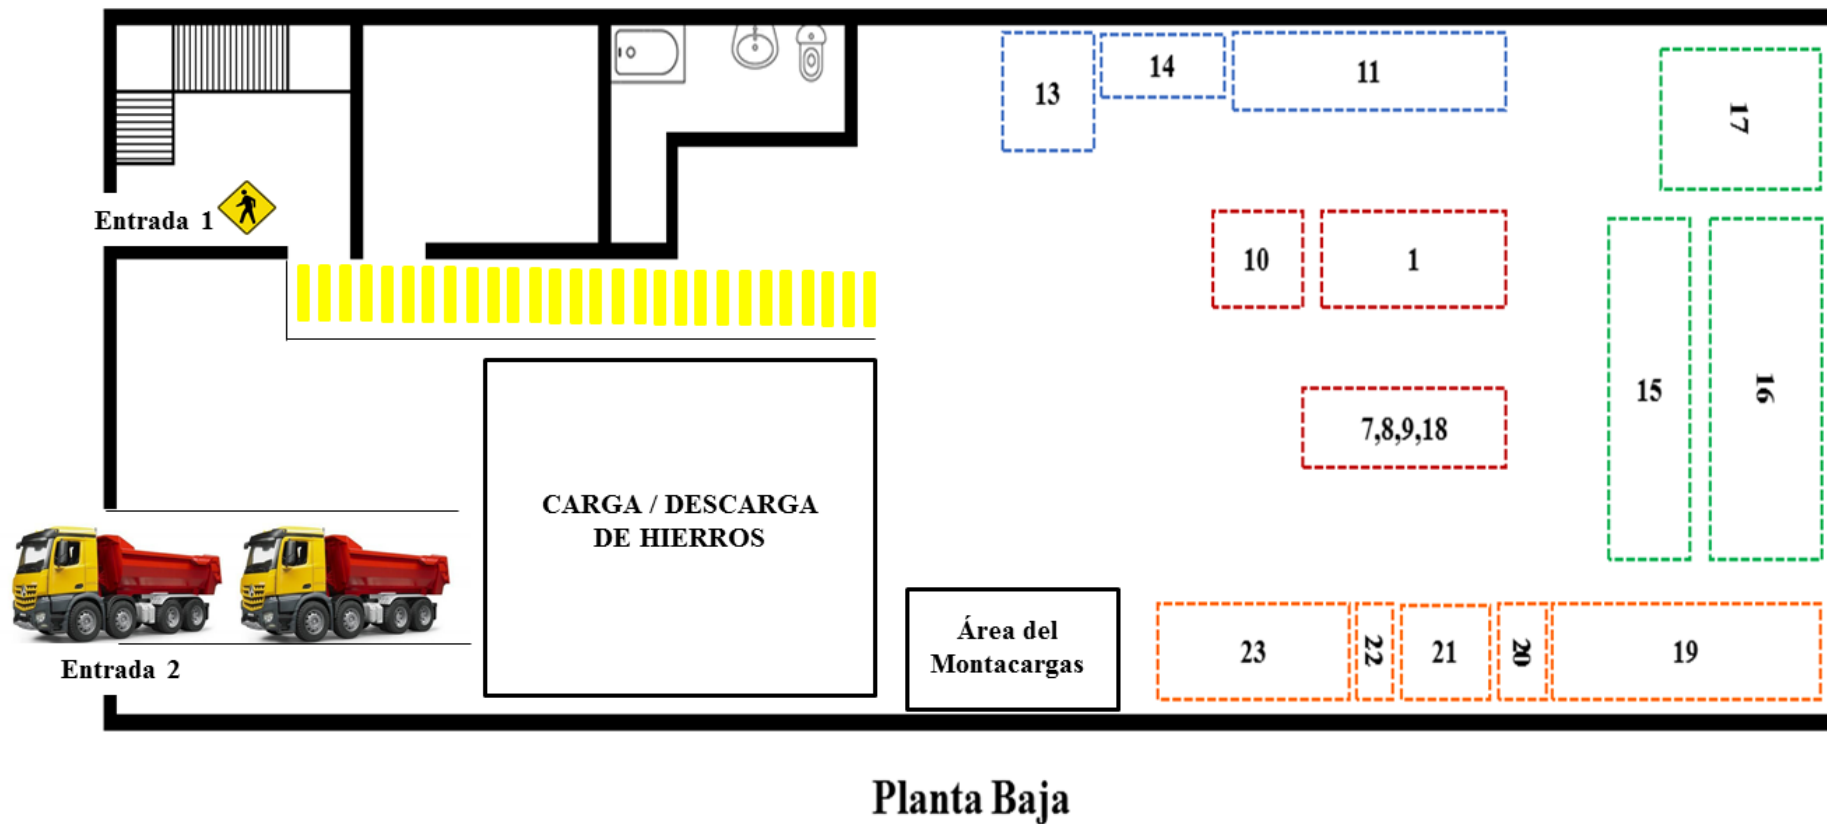 13
14
11
17
Entrada 1
10
1
15
16
7,8,9,18
CARGA / DESCARGA
DE HIERROS
Entrada 2
Área del
Montacargas
23
22
21
20
19
Planta Baja